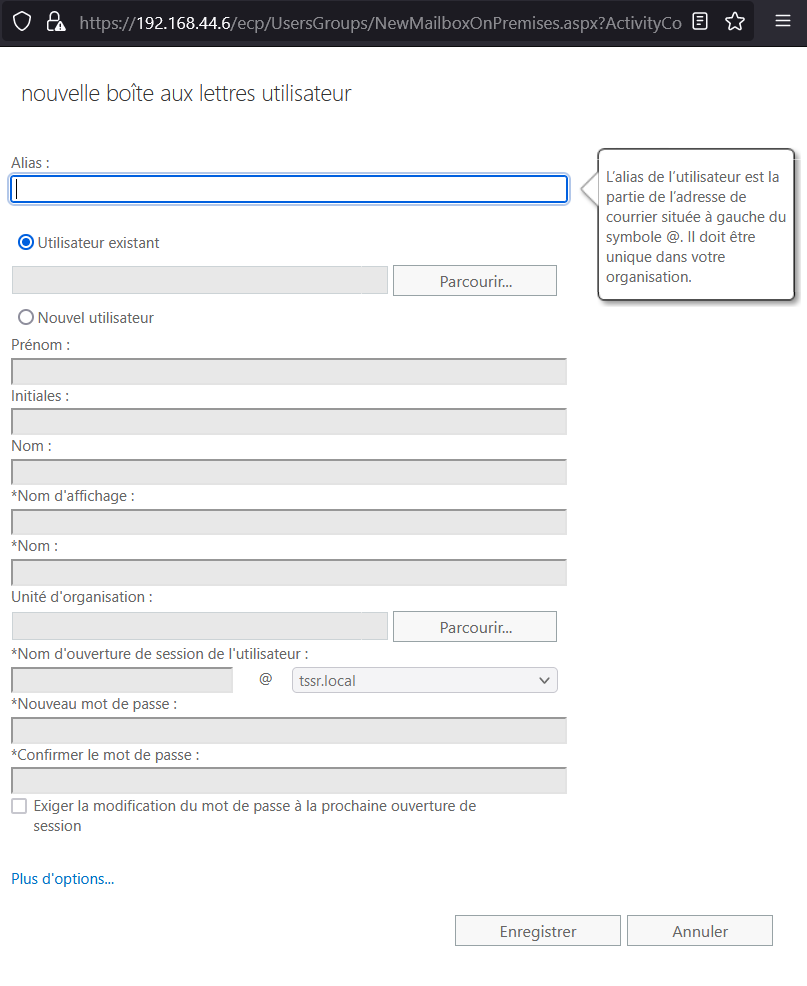 https://192.168.44.6/ecp/UsersGroups/NewMailboxOnPremises.aspx?ActivityCo
nouvelle boîte aux lettres utilisateur
Alias :
L'alias de l'utilisateur est la
partie de l'adresse de
courrier située à gauche du
symbole @. Il doit être
unique dans votre
organisation.
Utilisateur existant
Parcourir...
Nouvel utilisateur
Prénom :
Initiales :
Nom :
*Nom d'affichage :
*Nom :
Unité d'organisation :
Parcourir...
*Nom d'ouverture de session de l'utilisateur :
@ tssr.local
*Nouveau mot de passe :
*Confirmer le mot de passe :
Exiger la modification du mot de passe à la prochaine ouverture de
session
Plus d'options...
Enregistrer Annuler